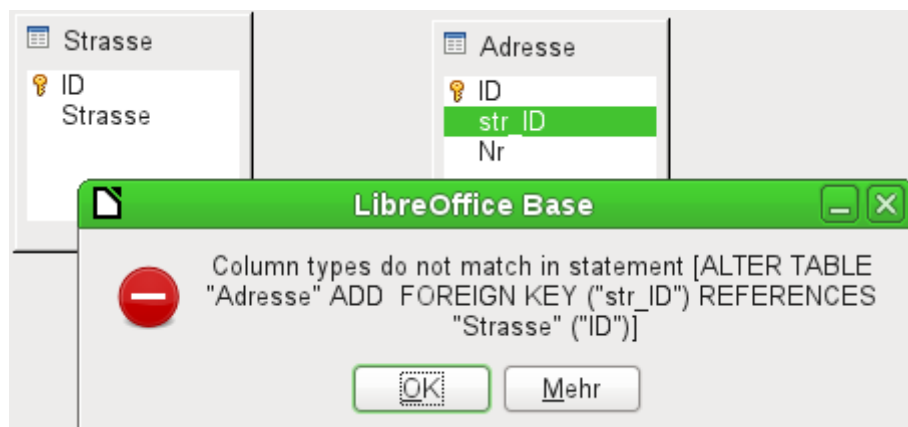 Strasse
ID
Strasse
Adresse
ID
str_ID
Nr
LibreOffice Base
Column types do not match in statement [ALTER TABLE
"Adresse" ADD  FOREIGN KEY ("str_ID") REFERENCES
"Strasse" ("ID")]
OK
Mehr